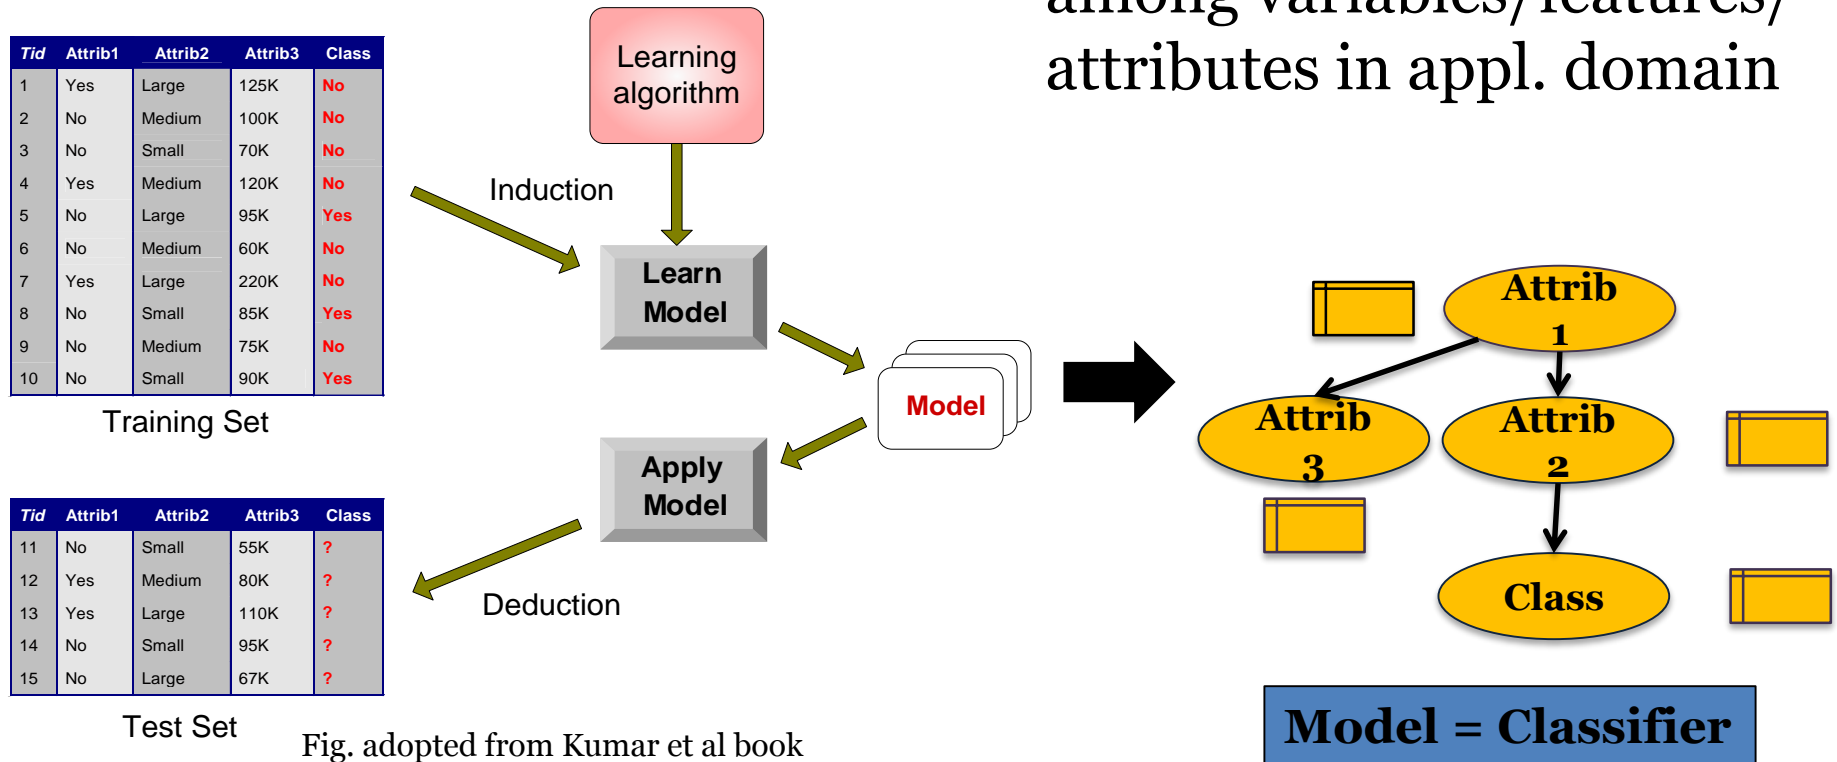 among variables/features/
attributes in appl. domain
Tid Attrib1 Attrib2 Attrib3 Class
1 Yes Large 125K No
2 No Medium 100K No
3 No Small 70K No
4 Yes Medium 120K No
5 No Large 95K Yes
6 No Medium 60K No
7 Yes Large 220K No
8 No Small 85K Yes
9 No Medium 75K No
10 No Small 90K Yes
Training Set
Learning
algorithm
Induction
Learn
Model
Model
Apply
Model
Deduction
Tid Attrib1 Attrib2 Attrib3 Class
11 No Small 55K ?
12 Yes Medium 80K ?
13 Yes Large 110K ?
14 No Small 95K ?
15 No Large 67K ?
Test Set
Fig. adopted from Kumar et al book
Attrib
1
Attrib
3
Attrib
2
Class
Model = Classifier